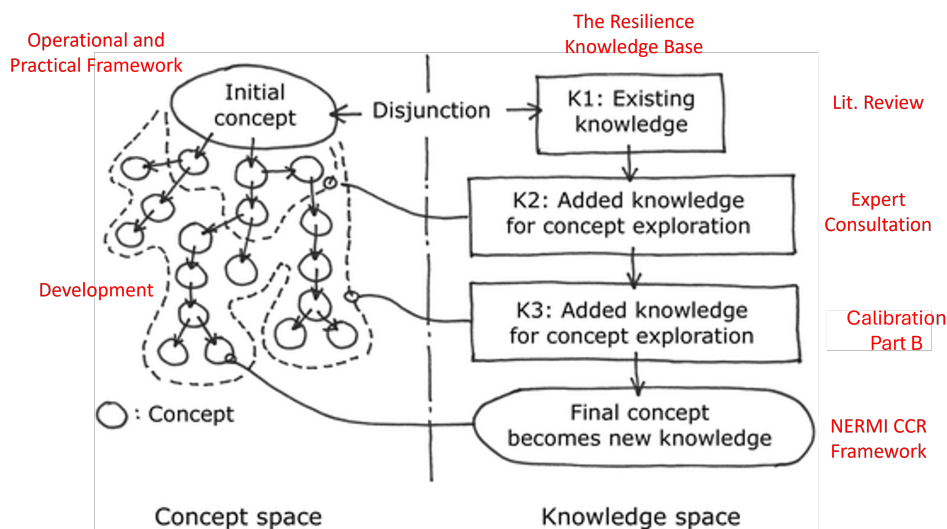 The Resilience
Knowledge Base
Operational and
Practical Framework
Initial
concept
Disjunction
K1: Existing
knowledge
Lit. Review
K2: Added knowledge
for concept exploration
Expert
Consultation
Development
K3: Added knowledge
for concept exploration
Calibration
Part B
: Concept
Final concept
becomes new knowledge
NERMI CCR
Framework
Concept space
Knowledge space